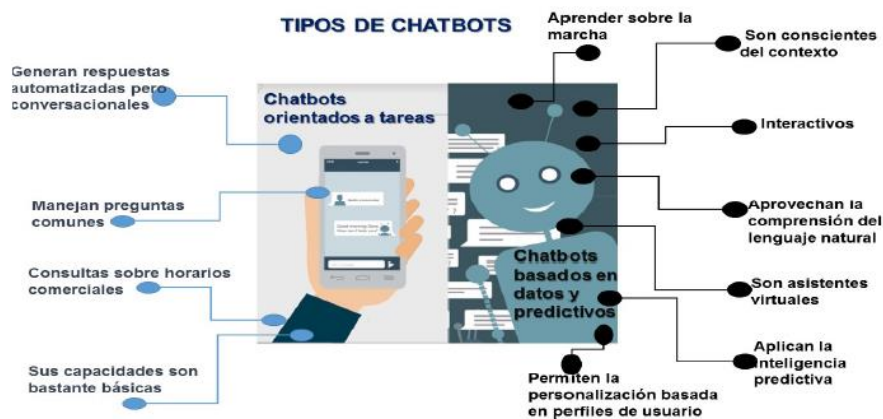 TIPOS DE CHATBOTS
Generan respuestas
automatizadas pero
conversacionales
Manejan preguntas
comunes
Consultas sobre horarios
comerciales
Sus capacidades son
bastante básicas
Chatbots
orientados a tareas
Chatbots
basados en
datos y
predictivos
Aprender sobre la
marcha
Son conscientes
del contexto
Interactivos
Aprovechan la
comprensión del
lenguaje natural
Son asistentes
virtuales
Aplican la
inteligencia
predictiva
Permiten la
personalización basada
en perfiles de usuario